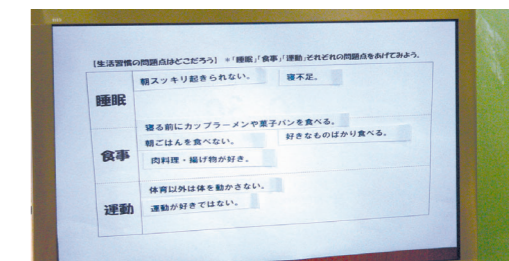 ［生活習慣の問題点はどこだろう］ ＊「睡眠」「食事」「運動」それぞれの問題点をあげてみよう。
睡眠
朝スッキリ起きられない。 寝不足。
食事
寝る前にカップラーメンや菓子パンを食べる。
朝ごはんを食べない。 好きなものばかり食べる。
肉料理・揚げ物が好き。
運動
体育以外は体を動かさない。
運動が好きではない。